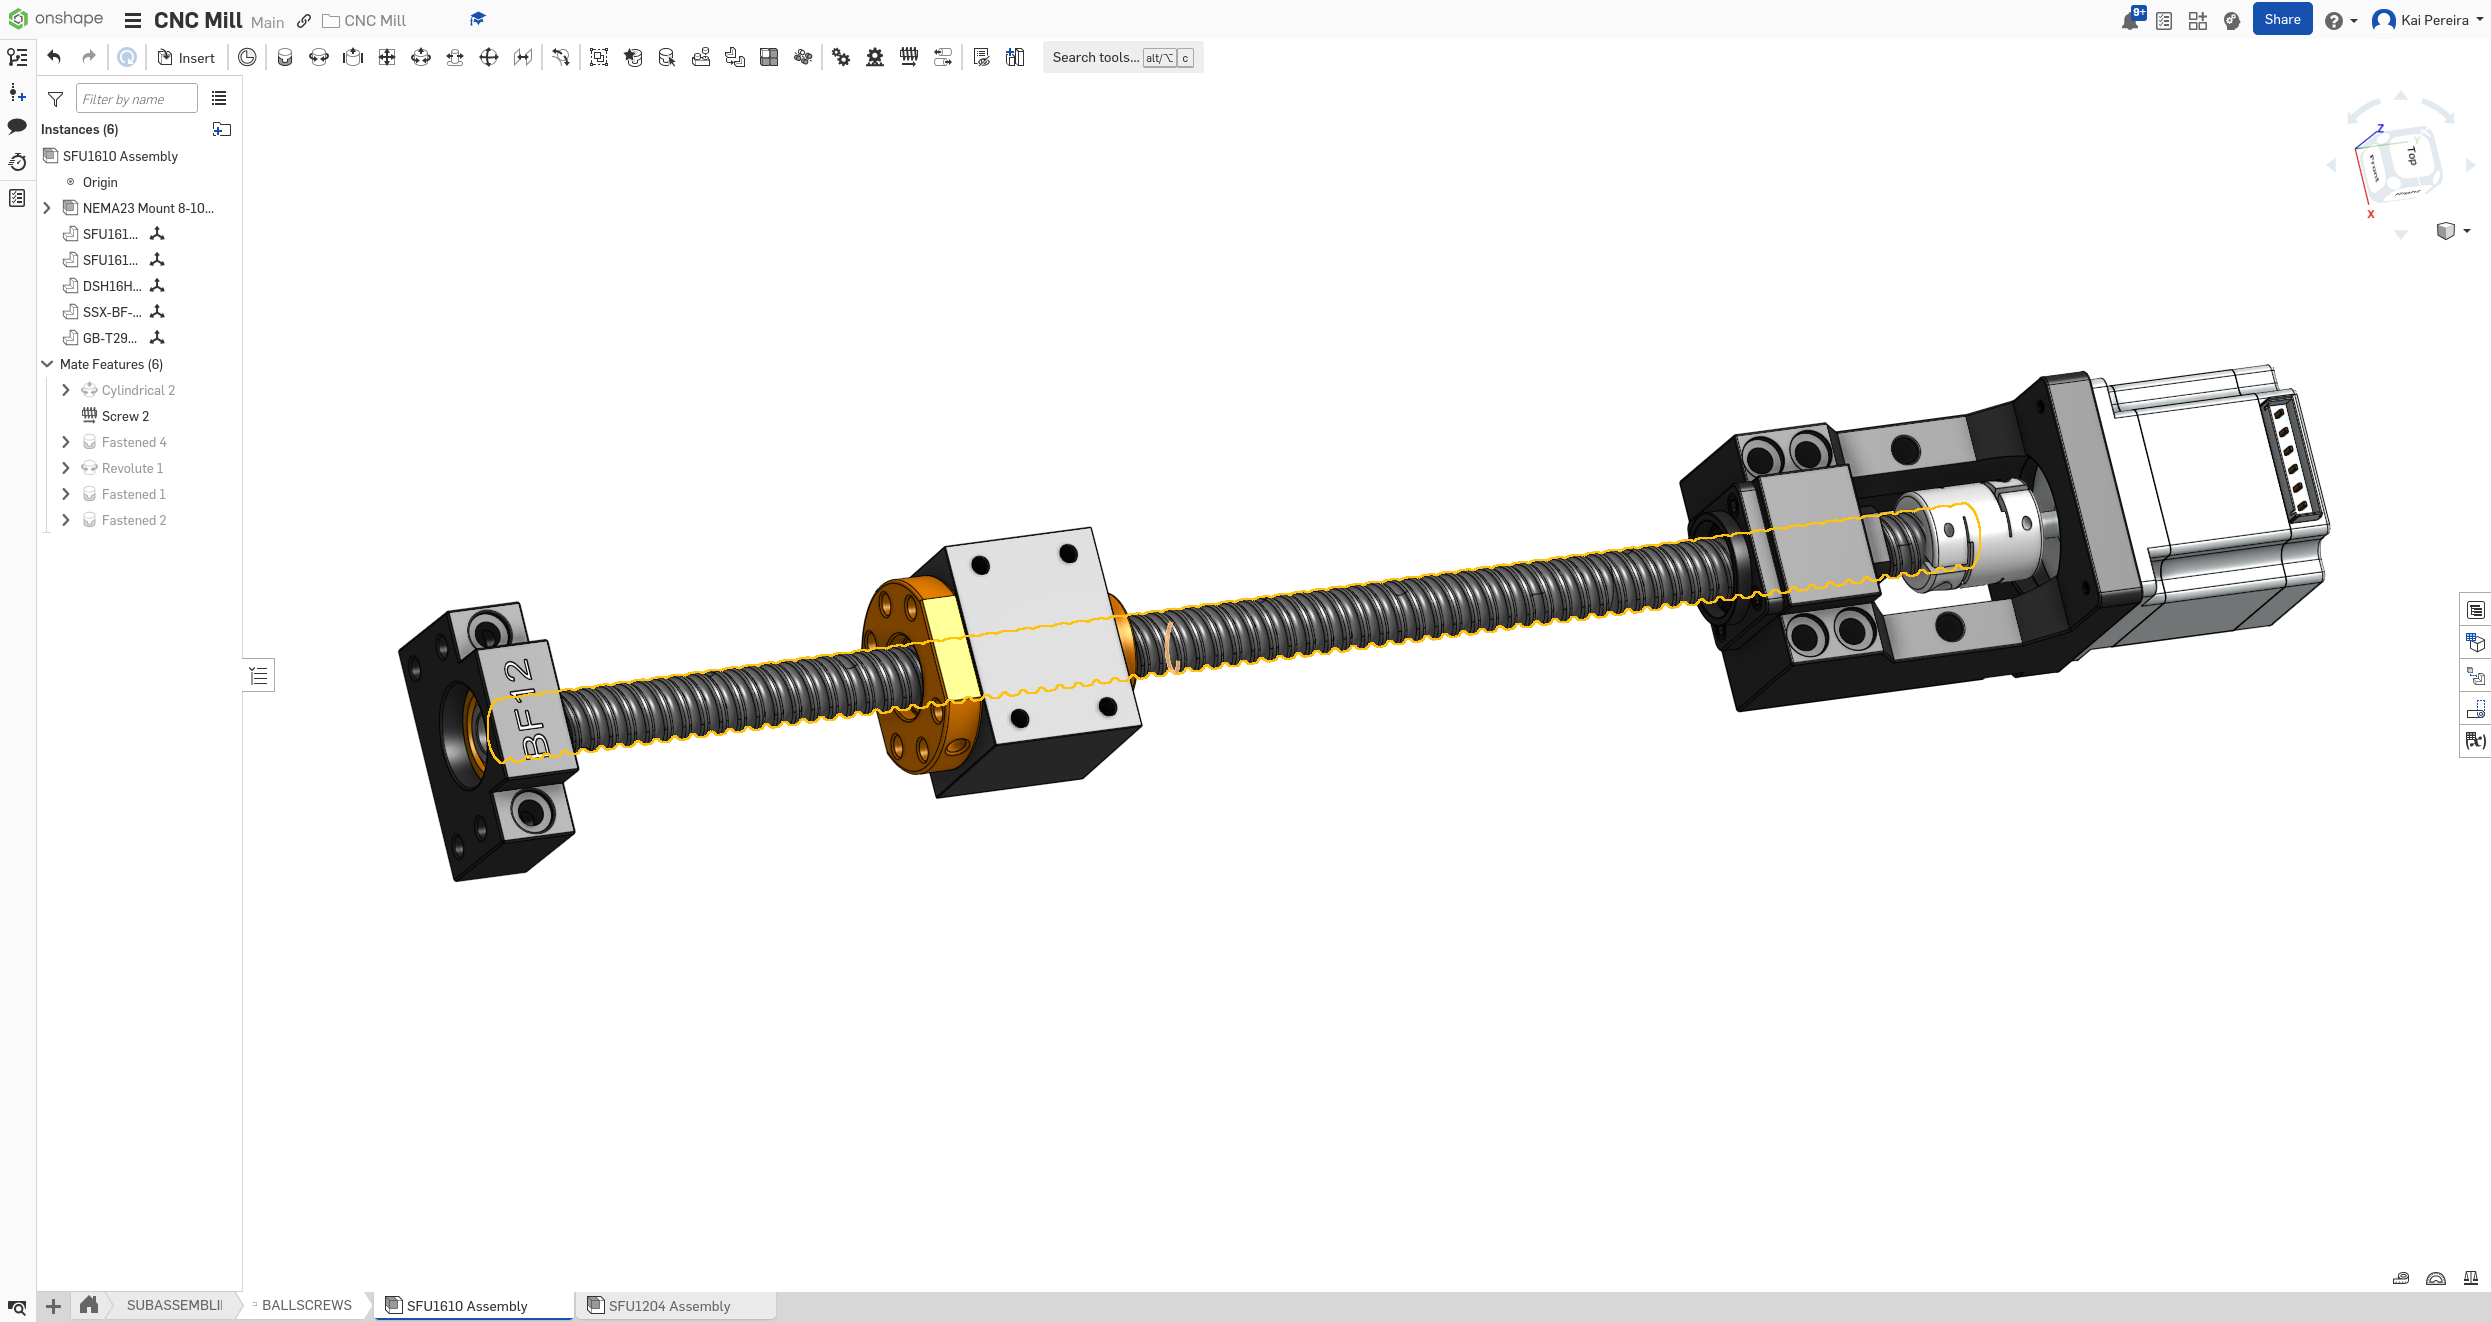 onshape CNC Mill Main CNC Mill 9+ Share Kai Pereira
Insert Search tools... alt/⌥ c
Filter by name
Instances (6)
SFU1610 Assembly
Origin
NEMA23 Mount 8-10...
SFU161...
SFU161...
DSH16H...
SSX-BF-...
GB-T29...
Mate Features (6)
Cylindrical 2
Screw 2
Fastened 4
Revolute 1
Fastened 1
Fastened 2
Z
Y
Top
Front
X
BF12
(x)
SUBASSEMBLI BALLSCREWS SFU1610 Assembly SFU1204 Assembly